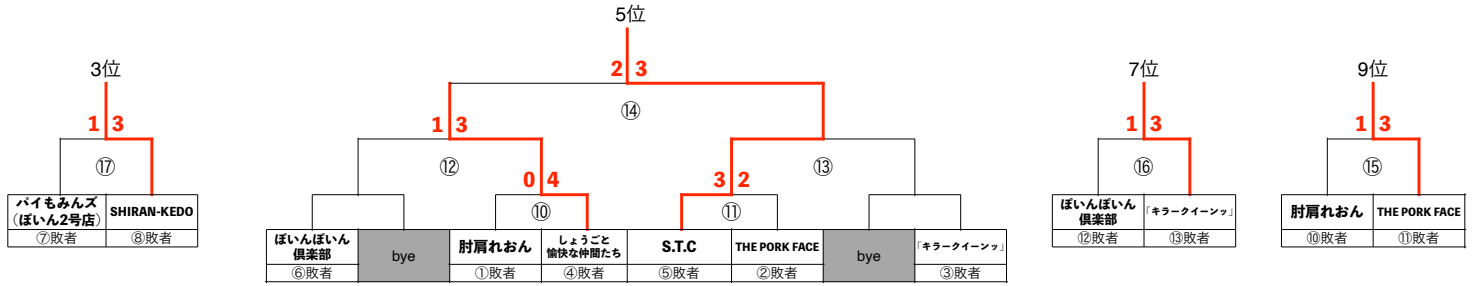 5位
3位
7位
9位
2 3
⑭
1 3
1 3
1 3
1 3
⑰
⑫
⑬
⑯
⑮
0 4
3 2
⑩
⑪
パイもみんズ
(ぼいん2号店)
SHIRAN-KEDO
⑦敗者
⑧敗者
ぼいんぼいん
倶楽部
bye
肘肩れおん
しょうごと
愉快な仲間たち
S.T.C
THE PORK FACE
bye
「キラークイーンッ」
⑥敗者
①敗者
④敗者
⑤敗者
②敗者
③敗者
ぼいんぼいん
倶楽部
「キラークイーンッ」
⑫敗者
⑬敗者
肘肩れおん
THE PORK FACE
⑩敗者
⑪敗者